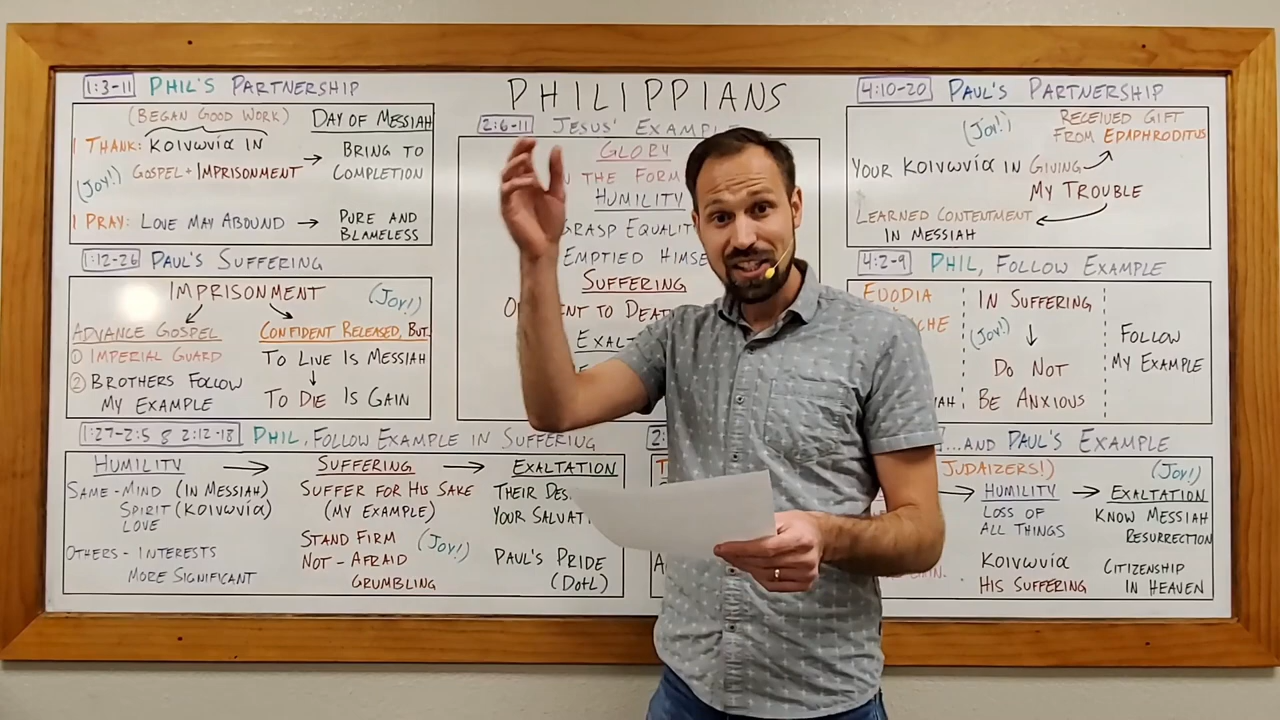 PHILIPPIANS
1:3-11 PHIL'S PARTNERSHIP
(BEGAN GOOD WORK) DAY OF MESSIAH
I THANK: Κοινωνία IN
(JOY!) GOSPEL + IMPRISONMENT → BRING TO COMPLETION
I PRAY: LOVE MAY ABOUND → PURE AND BLAMELESS
1:12-26 PAUL'S SUFFERING
IMPRISONMENT (JOY!)
ADVANCE GOSPEL
① IMPERIAL GUARD
② BROTHERS FOLLOW
MY EXAMPLE
CONFIDENT RELEASED, BUT
TO LIVE IS MESSIAH
TO DIE IS GAIN
1:27-2:5 & 2:12-18 PHIL, FOLLOW EXAMPLE IN SUFFERING
HUMILITY → SUFFERING → EXALTATION
SAME-MIND (IN MESSIAH)
SPIRIT (Κοινωνία)
LOVE
OTHERS - INTERESTS
MORE SIGNIFICANT
SUFFER FOR HIS SAKE
(MY EXAMPLE)
STAND FIRM (JOY!)
NOT - AFRAID
GRUMBLING
THEIR DES
YOUR SALVAT
PAUL'S PRIDE
(DotL)
2:6-11 JESUS' EXAMP
GLORY
N THE FORM
HUMILITY
GRASP EQUALIT
EMPTIED HIMSE
SUFFERING
TO DEAT
EXALT
4:10-20 PAUL'S PARTNERSHIP
(JOY!) RECEIVED GIFT
FROM EPAPHRODITUS
YOUR Κοινωνία IN GIVING
MY TROUBLE
LEARNED CONTENTMENT
IN MESSIAH
4:2-9 PHIL, FOLLOW EXAMPLE
EUODIA
CHE
IAH
IN SUFFERING
(JOY!)
DO NOT
BE ANXIOUS
FOLLOW
MY EXAMPLE
...AND PAUL'S EXAMPLE
JUDAIZERS!) (JOY!)
→ HUMILITY → EXALTATION
LOSS OF
ALL THINGS
Κοινωνία
HIS SUFFERING
KNOW MESSIAH
RESURRECTION
CITIZENSHIP
IN HEAVEN